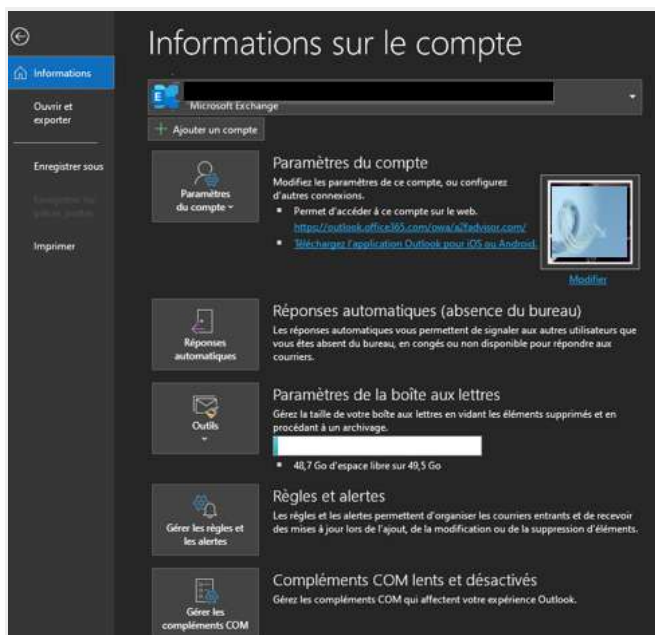 Informations sur le compte
Informations
Ouvrir et
exporter
Enregistrer sous
Imprimer
E
Microsoft Exchange
Ajouter un compte
Paramètres
du compte
Paramètres du compte
Modifiez les paramètres de ce compte, ou configurez
d'autres connexions.
Permet d'accéder à ce compte sur le web.
https://outlook.office365.com/owa/a2fadvisor.com/
Téléchargez l'application Outlook pour iOS ou Android.
Modifier
Réponses
automatiques
Réponses automatiques (absence du bureau)
Les réponses automatiques vous permettent de signaler aux autres utilisateurs que
vous êtes absent du bureau, en congés ou non disponible pour répondre aux
courriers.
Outils
Paramètres de la boîte aux lettres
Gérez la taille de votre boîte aux lettres en vidant les éléments supprimés et en
procédant à un archivage.
48,7 Go d'espace libre sur 49,5 Go
Gérer les règles et
les alertes
Règles et alertes
Les règles et les alertes permettent d'organiser les courriers entrants et de recevoir
des mises à jour lors de l'ajout, de la modification ou de la suppression d'éléments.
Gérer les
compléments COM
Compléments COM lents et désactivés
Gérez les compléments COM qui affectent votre expérience Outlook.